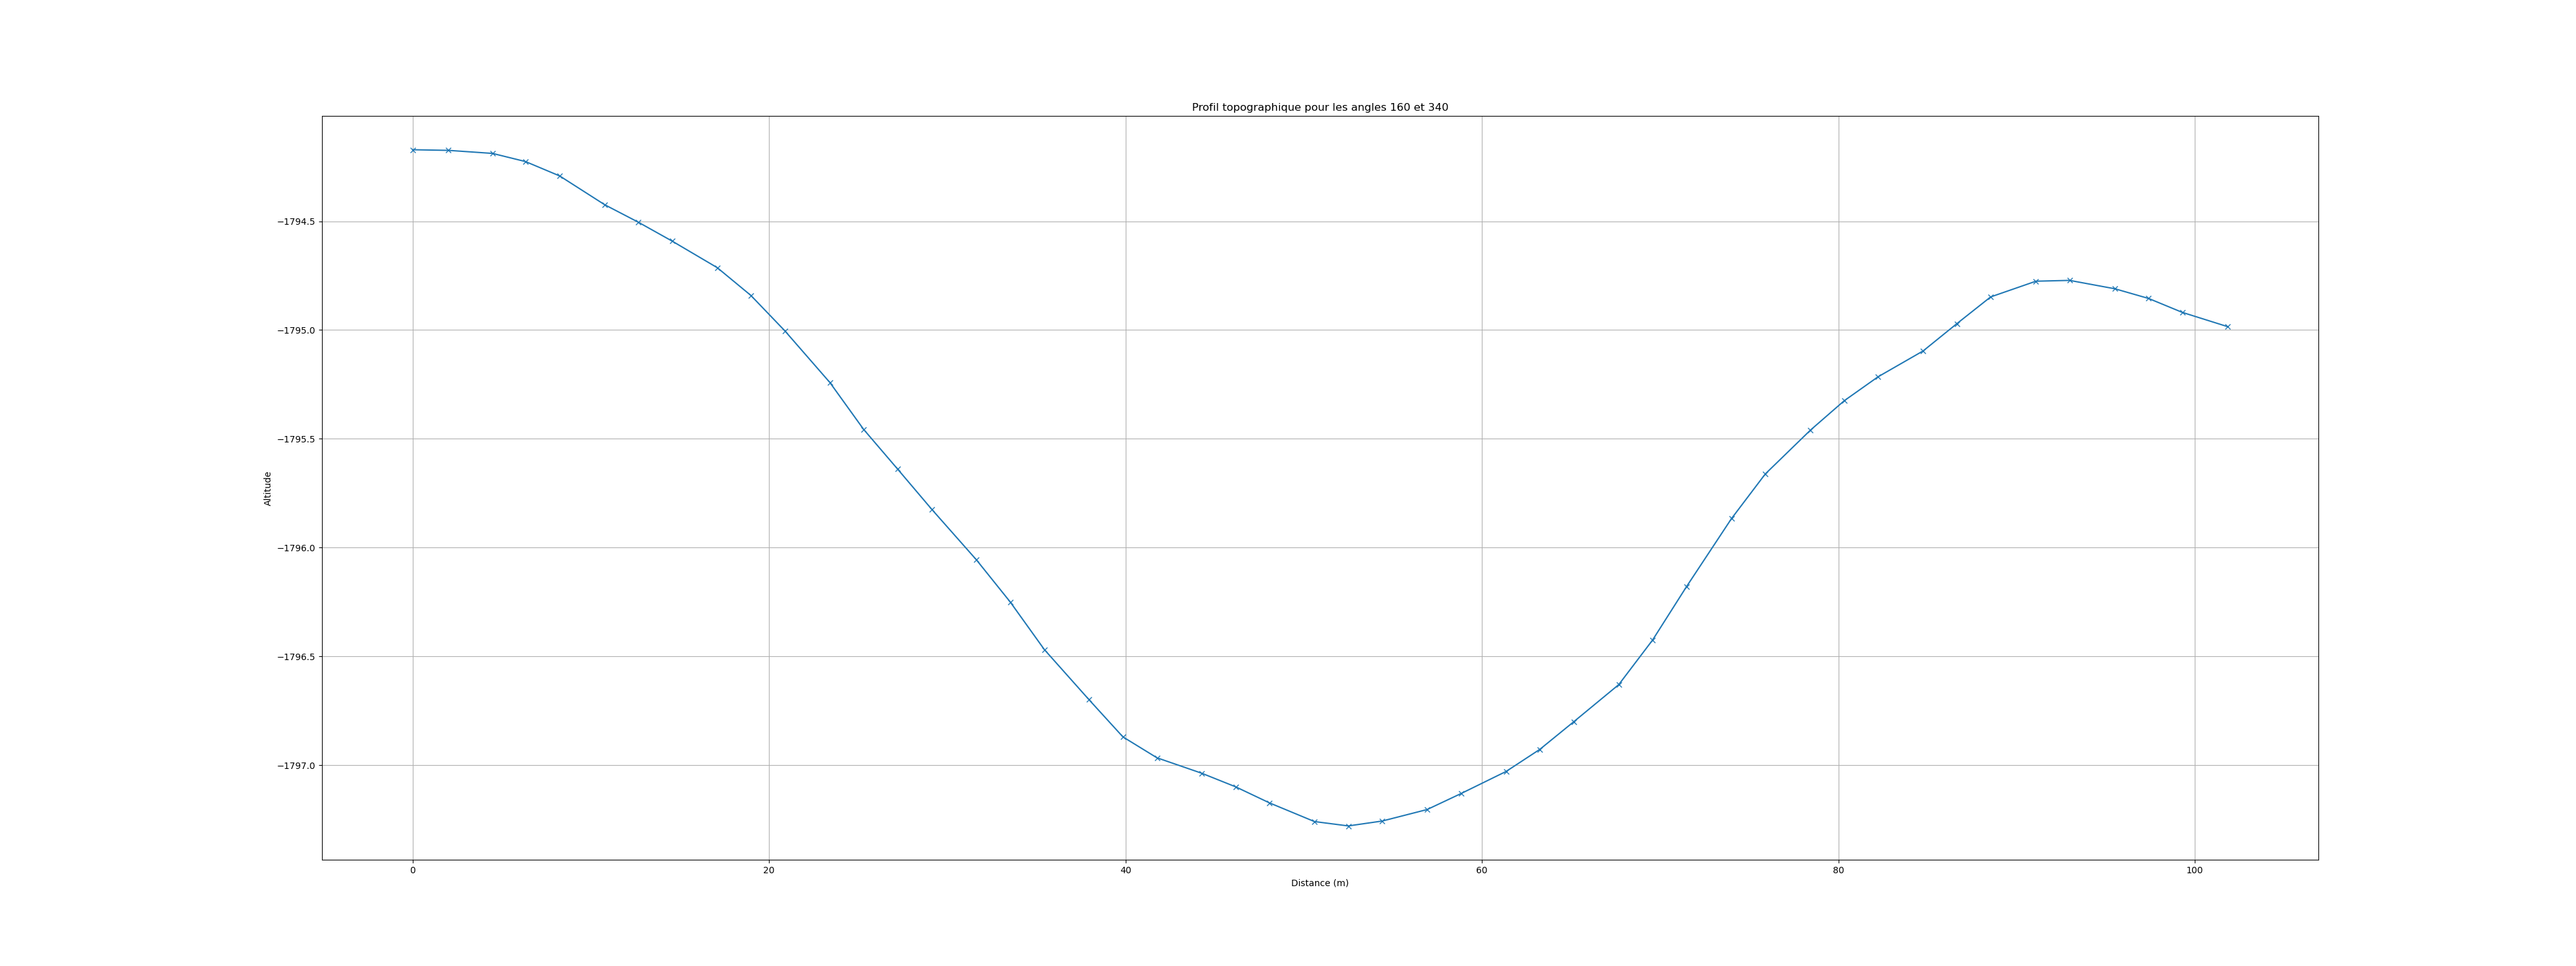 Profil topographique pour les angles 160 et 340
−1794.5
−1795.0
−1795.5
−1796.0
−1796.5
−1797.0
Altitude
0 20 40 60 80 100
Distance (m)